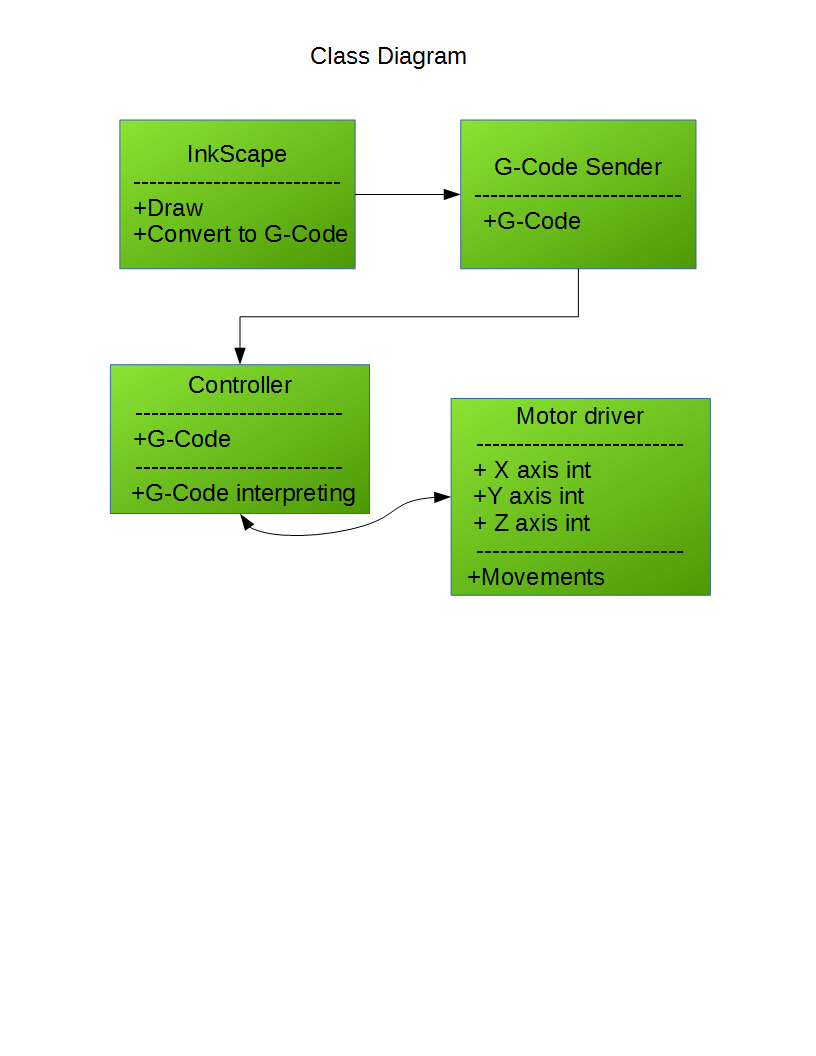 Class Diagram
InkScape
--------------------------
+Draw
+Convert to G-Code
G-Code Sender
--------------------------
+G-Code
Controller
--------------------------
+G-Code
--------------------------
+G-Code interpreting
Motor driver
--------------------------
+ X axis int
+Y axis int
+ Z axis int
--------------------------
+Movements